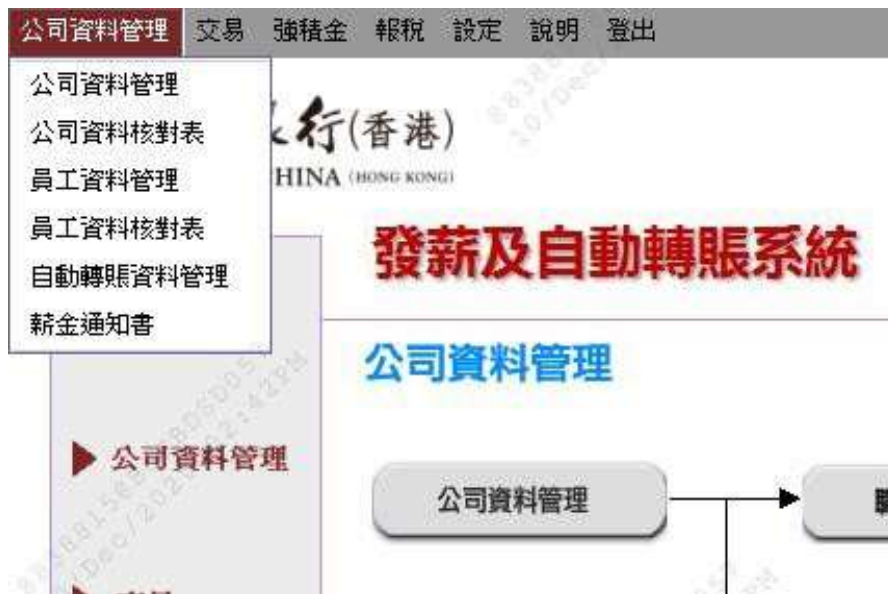 公司資料管理 交易 強積金 報稅 設定 說明 登出
公司資料管理
公司資料核對表
員工資料管理
員工資料核對表
自動轉賬資料管理
薪金通知書
行(香港)
HINA (HONG KONG)
發薪及自動轉賬系統
公司資料管理
公司資料管理
公司資料管理